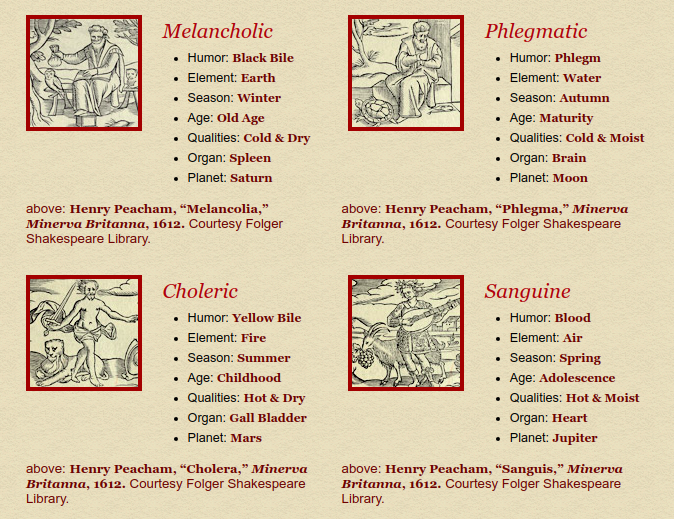 Melancholic
Humor: Black Bile
Element: Earth
Season: Winter
Age: Old Age
Qualities: Cold & Dry
Organ: Spleen
Planet: Saturn
above: Henry Peacham, “Melancolia,”
Minerva Britanna, 1612. Courtesy Folger
Shakespeare Library.
Phlegmatic
Humor: Phlegm
Element: Water
Season: Autumn
Age: Maturity
Qualities: Cold & Moist
Organ: Brain
Planet: Moon
above: Henry Peacham, “Phlegma,” Minerva
Britanna, 1612. Courtesy Folger Shakespeare
Library.
Choleric
Humor: Yellow Bile
Element: Fire
Season: Summer
Age: Childhood
Qualities: Hot & Dry
Organ: Gall Bladder
Planet: Mars
above: Henry Peacham, “Cholera,” Minerva
Britanna, 1612. Courtesy Folger Shakespeare
Library.
Sanguine
Humor: Blood
Element: Air
Season: Spring
Age: Adolescence
Qualities: Hot & Moist
Organ: Heart
Planet: Jupiter
above: Henry Peacham, “Sanguis,” Minerva
Britanna, 1612. Courtesy Folger Shakespeare
Library.